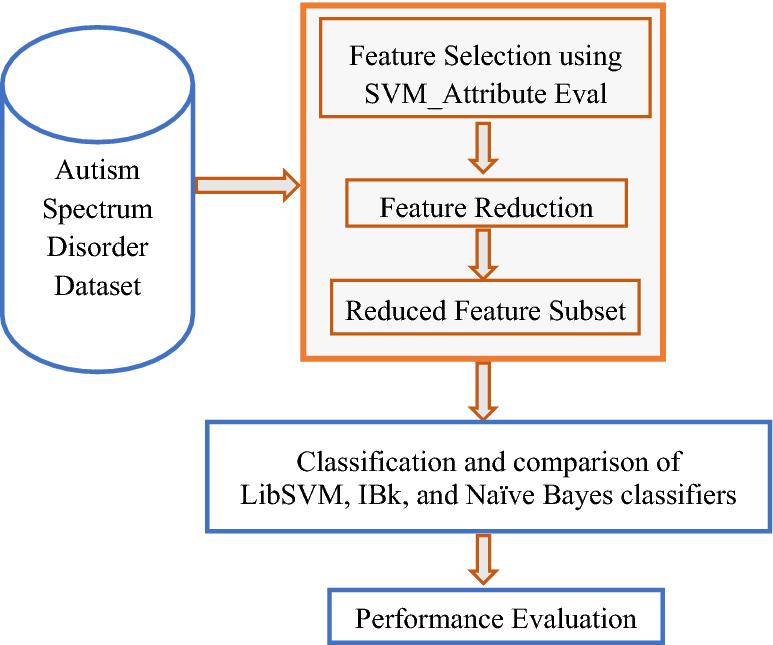 Autism
Spectrum
Disorder
Dataset
Feature Selection using
SVM_Attribute Eval
Feature Reduction
Reduced Feature Subset
Classification and comparison of
LibSVM, IBk, and Naïve Bayes classifiers
Performance Evaluation